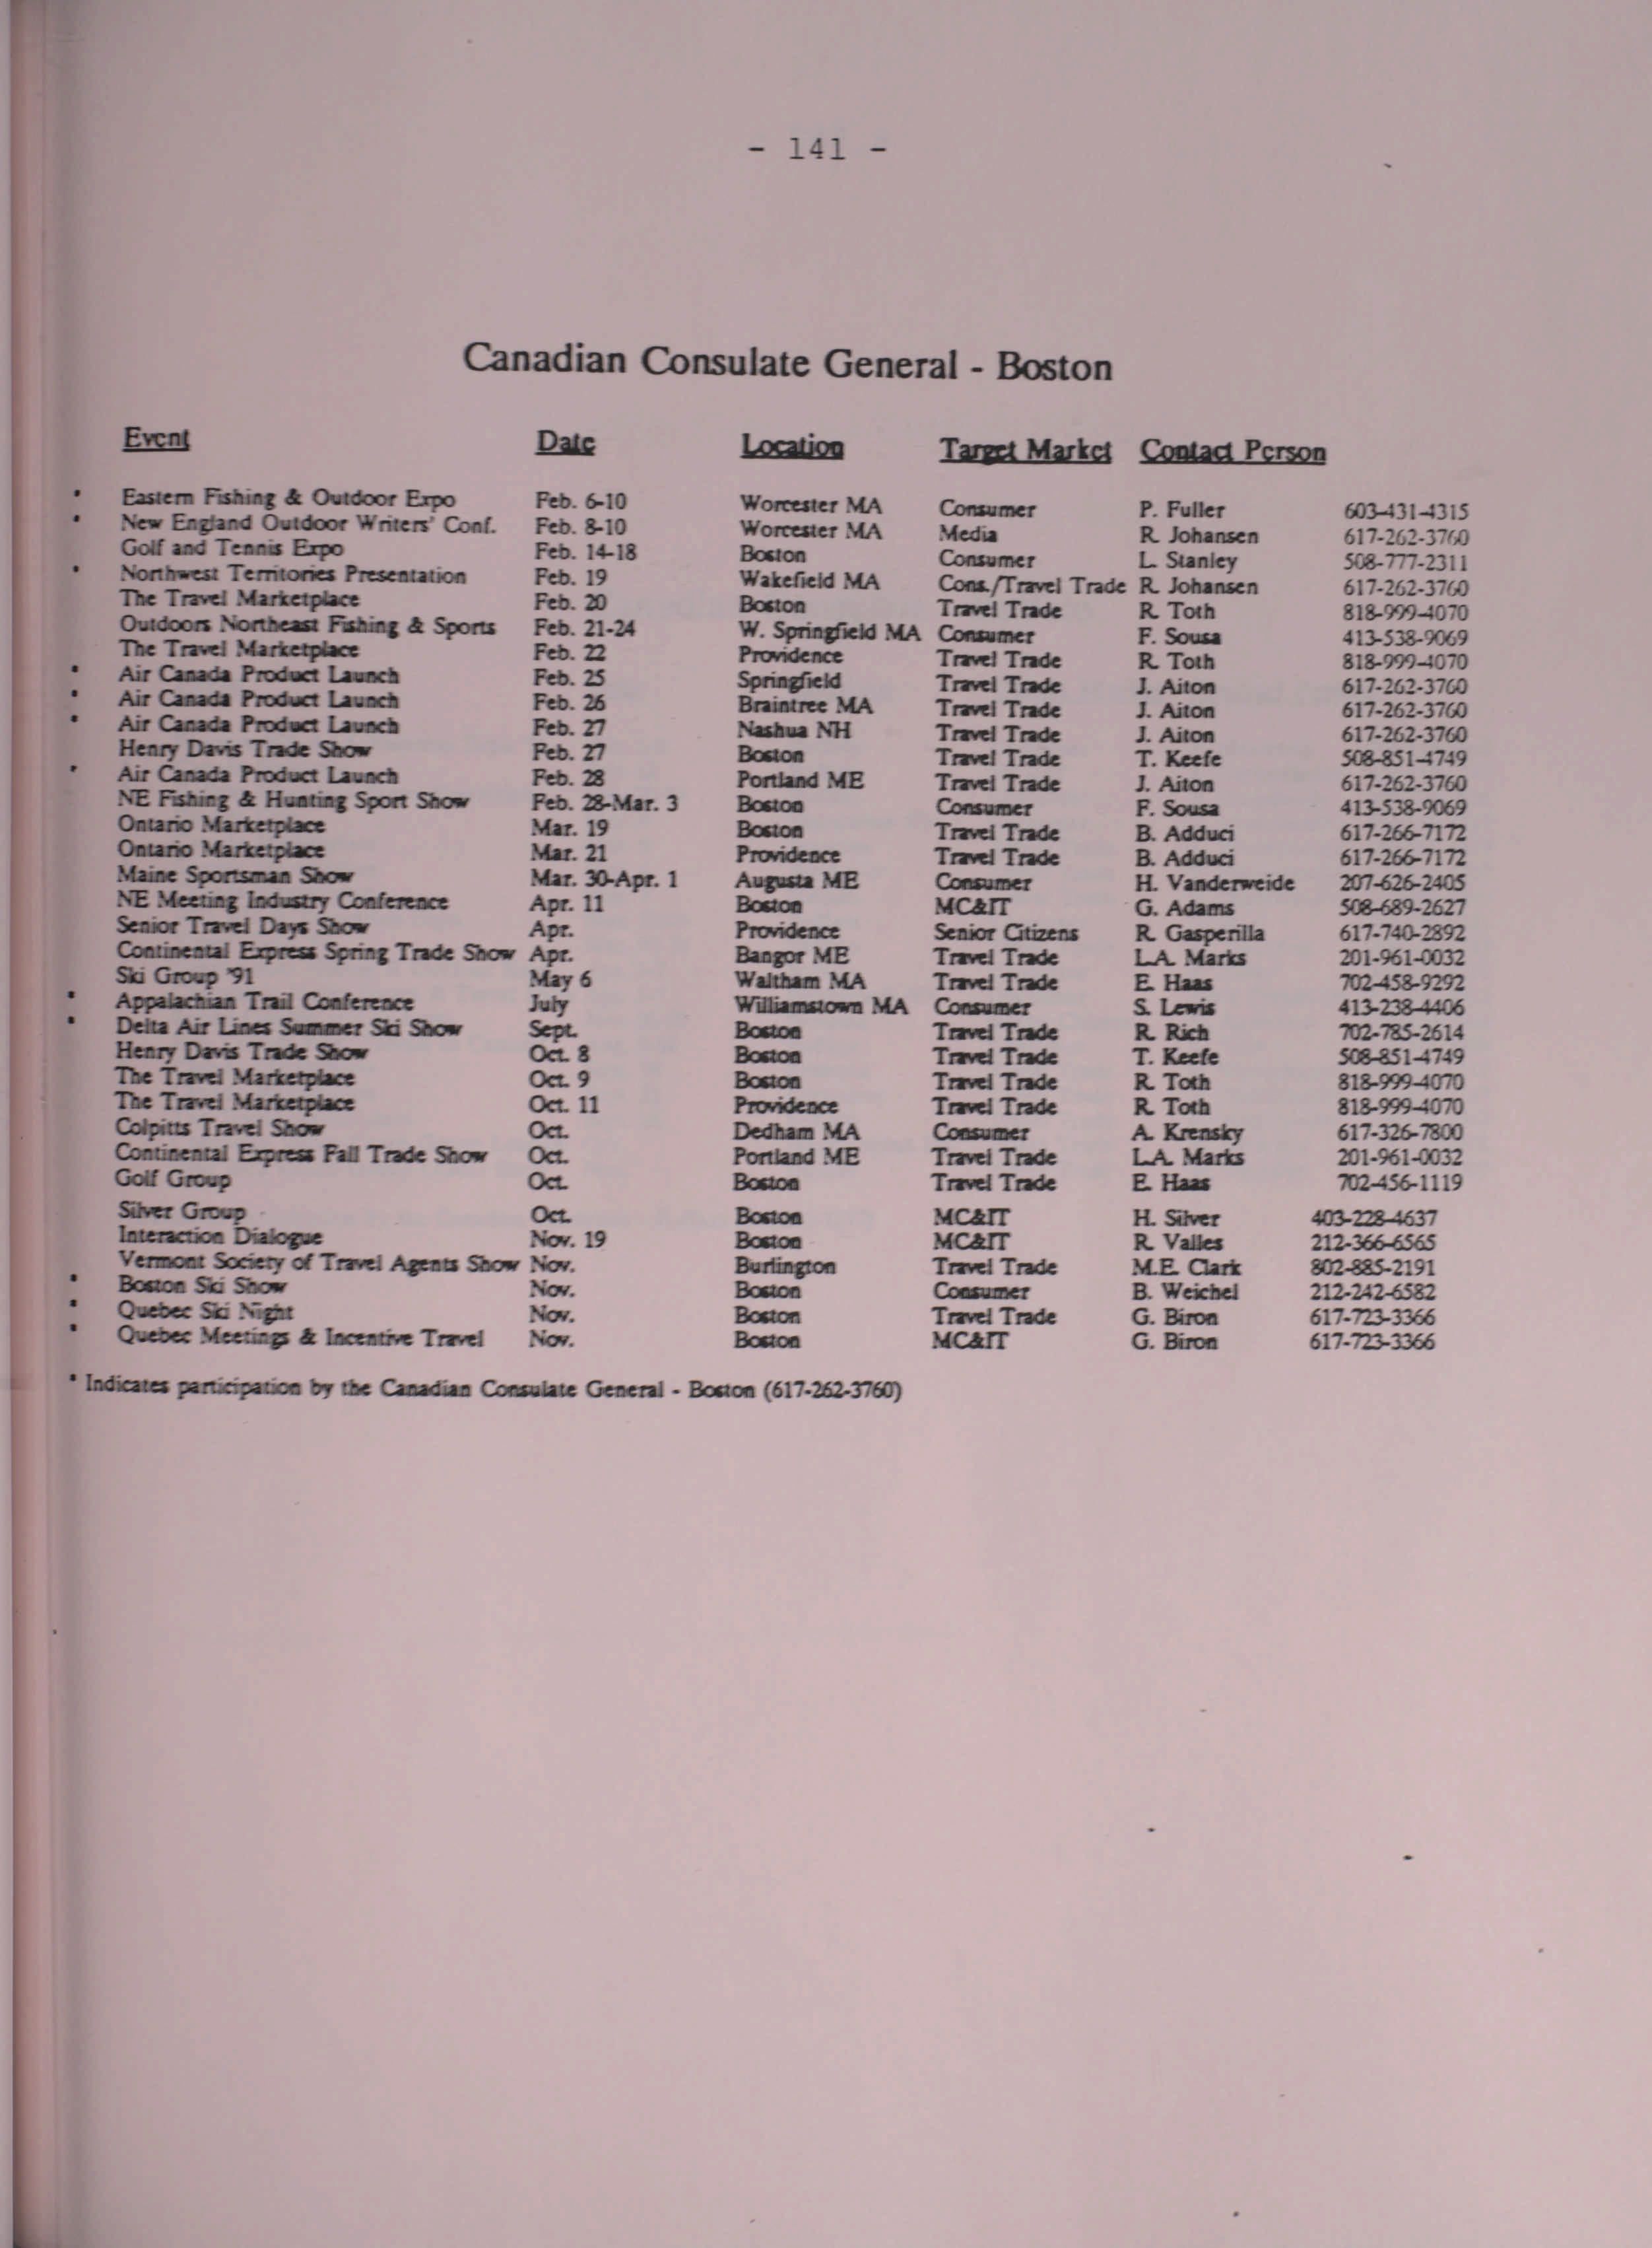 - 141 -
Canadian Consulate General - Boston
Event Date Location Target Market Contact Person
* Eastern Fishing & Outdoor Expo Feb. 6-10 Worcester MA Consumer P. Fuller 603-431-4315
* New England Outdoor Writers' Conf. Feb. 8-10 Worcester MA Media R. Johansen 617-262-3760
Golf and Tennis Expo Feb. 14-18 Boston Consumer L. Stanley 508-777-2311
* Northwest Territories Presentation Feb. 19 Wakefield MA Cons./Travel Trade R. Johansen 617-262-3760
The Travel Marketplace Feb. 20 Boston Travel Trade R. Toth 818-999-4070
Outdoors Northeast Fishing & Sports Feb. 21-24 W. Springfield MA Consumer F. Sousa 413-538-9069
The Travel Marketplace Feb. 22 Providence Travel Trade R. Toth 818-999-4070
* Air Canada Product Launch Feb. 25 Springfield Travel Trade J. Aiton 617-262-3760
* Air Canada Product Launch Feb. 26 Braintree MA Travel Trade J. Aiton 617-262-3760
* Air Canada Product Launch Feb. 27 Nashua NH Travel Trade J. Aiton 617-262-3760
Henry Davis Trade Show Feb. 27 Boston Travel Trade T. Keefe 508-851-4749
* Air Canada Product Launch Feb. 28 Portland ME Travel Trade J. Aiton 617-262-3760
NE Fishing & Hunting Sport Show Feb. 28-Mar. 3 Boston Consumer F. Sousa 413-538-9069
Ontario Marketplace Mar. 19 Boston Travel Trade B. Adduci 617-266-7172
Ontario Marketplace Mar. 21 Providence Travel Trade B. Adduci 617-266-7172
Maine Sportsman Show Mar. 30-Apr. 1 Augusta ME Consumer H. Vanderweide 207-626-2405
NE Meeting Industry Conference Apr. 11 Boston MC&IT G. Adams 508-689-2627
Senior Travel Days Show Apr. Providence Senior Citizens R. Gasperilla 617-740-2892
Continental Express Spring Trade Show Apr. Bangor ME Travel Trade L.A. Marks 201-961-0032
Ski Group '91 May 6 Waltham MA Travel Trade E. Haas 702-458-9292
* Appalachian Trail Conference July Williamstown MA Consumer S. Lewis 413-238-4406
* Delta Air Lines Summer Ski Show Sept. Boston Travel Trade R. Rich 702-785-2614
Henry Davis Trade Show Oct. 8 Boston Travel Trade T. Keefe 508-851-4749
The Travel Marketplace Oct. 9 Boston Travel Trade R. Toth 818-999-4070
The Travel Marketplace Oct. 11 Providence Travel Trade R. Toth 818-999-4070
Colpitts Travel Show Oct. Dedham MA Consumer A. Krensky 617-326-7800
Continental Express Fall Trade Show Oct. Portland ME Travel Trade L.A. Marks 201-961-0032
Golf Group Oct. Boston Travel Trade E. Haas 702-456-1119
Silver Group Oct. Boston MC&IT H. Silver 403-228-4637
Interaction Dialogue Nov. 19 Boston MC&IT R. Valles 212-366-6565
Vermont Society of Travel Agents Show Nov. Burlington Travel Trade M.E. Clark 802-885-2191
* Boston Ski Show Nov. Boston Consumer B. Weichel 212-242-6582
* Quebec Ski Night Nov. Boston Travel Trade G. Biron 617-723-3366
* Quebec Meetings & Incentive Travel Nov. Boston MC&IT G. Biron 617-723-3366
* Indicates participation by the Canadian Consulate General - Boston (617-262-3760)